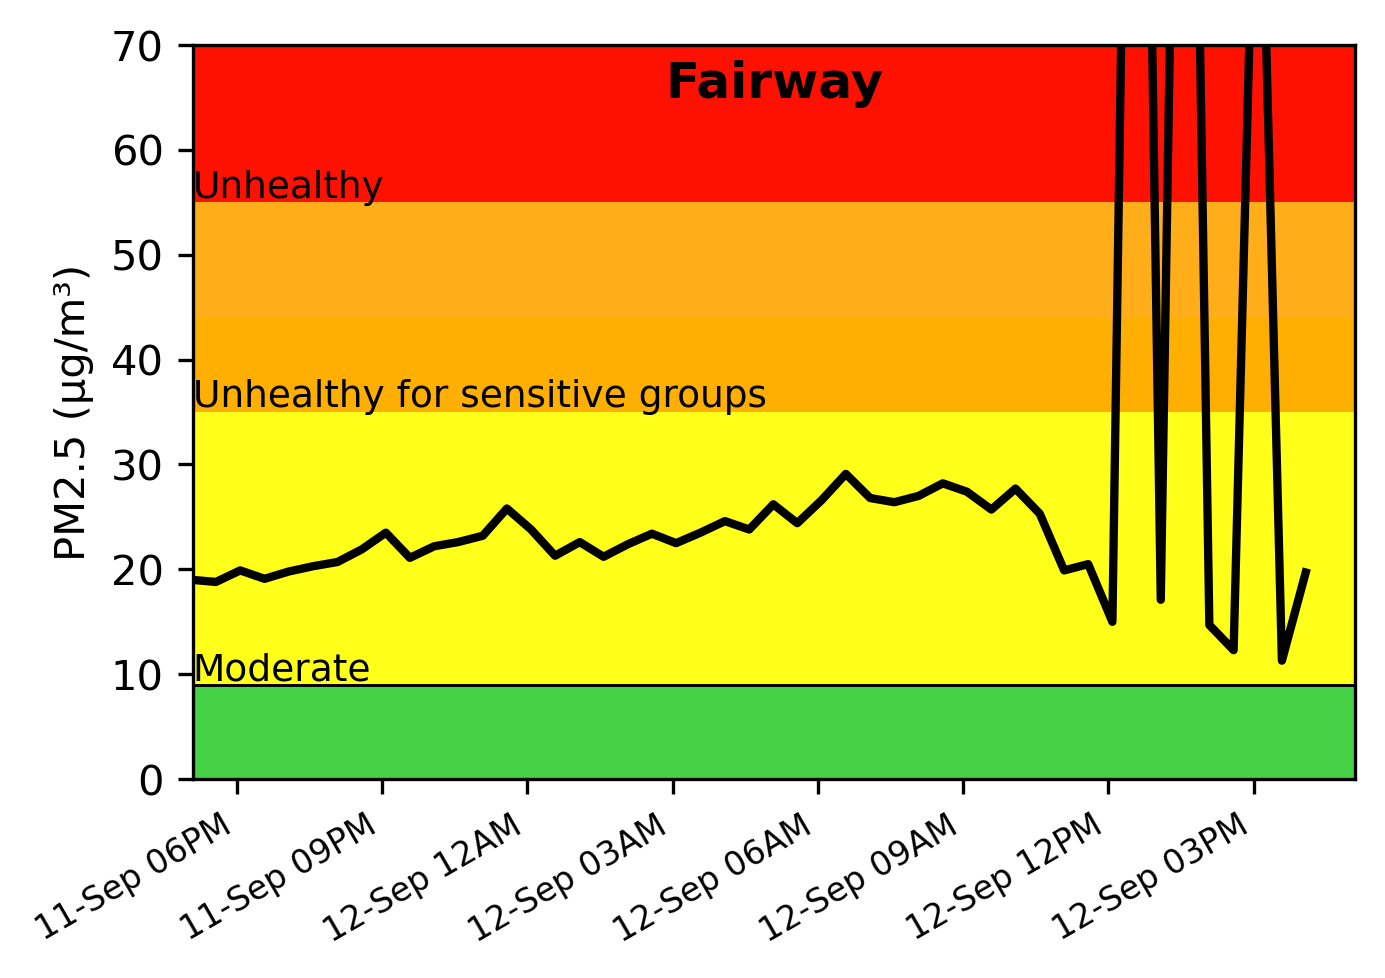 Fairway
70
60
50
40
30
20
10
0
PM2.5 (µg/m³)
Unhealthy
Unhealthy for sensitive groups
Moderate
11-Sep 06PM
11-Sep 09PM
12-Sep 12AM
12-Sep 03AM
12-Sep 06AM
12-Sep 09AM
12-Sep 12PM
12-Sep 03PM